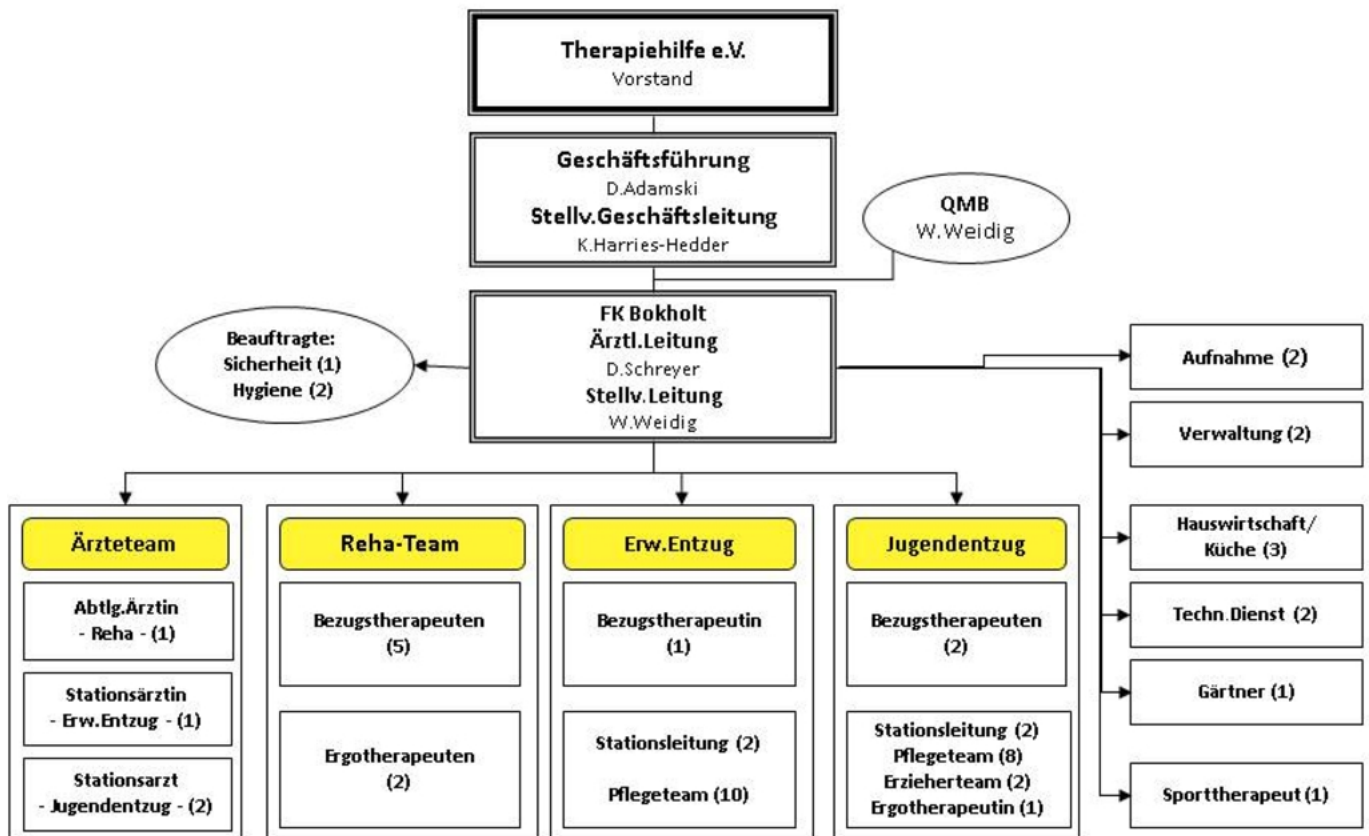 Therapiehilfe e.V.
Vorstand
Geschäftsführung
D.Adamski
Stellv.Geschäftsleitung
K.Harries-Hedder
QMB
W.Weidig
FK Bokholt
Ärztl.Leitung
D.Schreyer
Stellv.Leitung
W.Weidig
Beauftragte:
Sicherheit (1)
Hygiene (2)
Aufnahme (2)
Verwaltung (2)
Hauswirtschaft/
Küche (3)
Techn.Dienst (2)
Gärtner (1)
Sporttherapeut (1)
Ärzteteam
Abtlg.Ärztin
- Reha - (1)
Stationsärztin
- Erw.Entzug - (1)
Stationsarzt
- Jugendentzug - (2)
Reha-Team
Bezugstherapeuten
(5)
Ergotherapeuten
(2)
Erw.Entzug
Bezugstherapeutin
(1)
Stationsleitung (2)
Pflegeteam (10)
Jugendentzug
Bezugstherapeuten
(2)
Stationsleitung (2)
Pflegeteam (8)
Erzieherteam (2)
Ergotherapeutin (1)